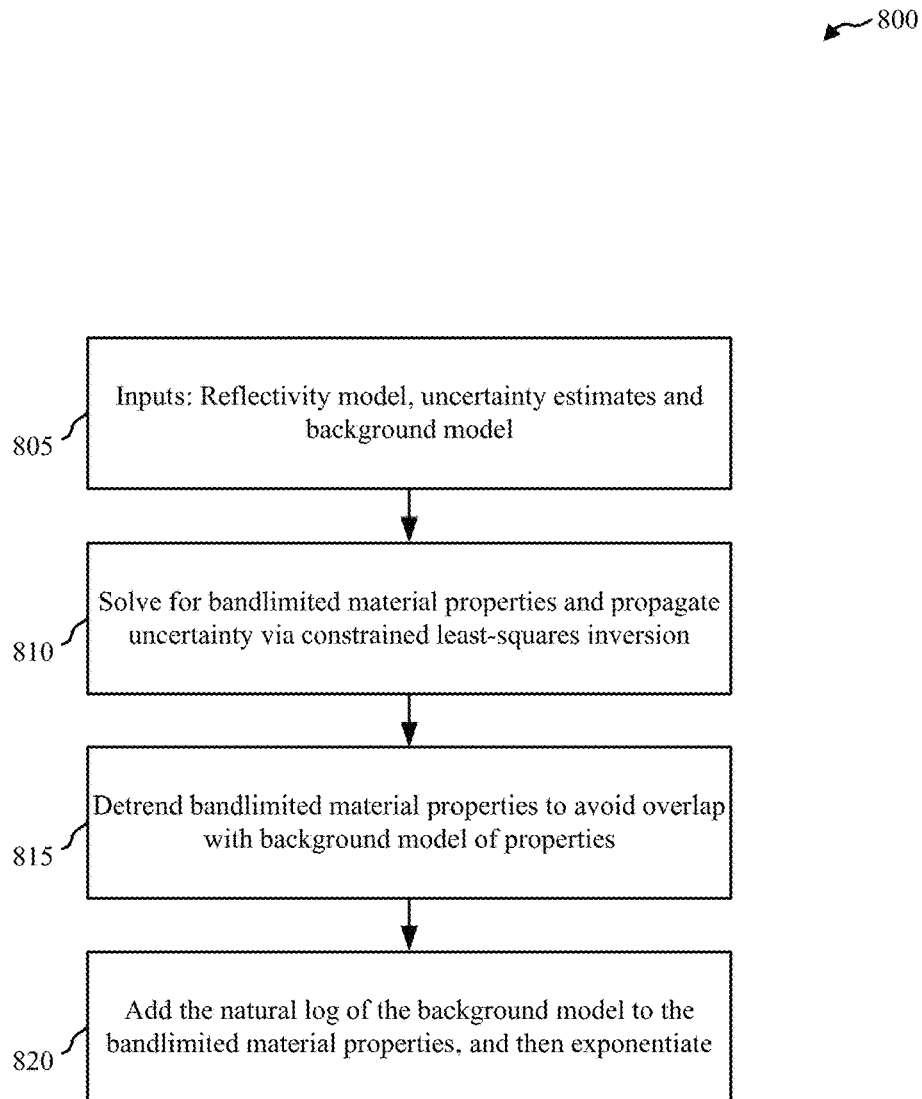 800
Inputs: Reflectivity model, uncertainty estimates and
background model
805
Solve for bandlimited material properties and propagate
uncertainty via constrained least-squares inversion
810
Detrend bandlimited material properties to avoid overlap
with background model of properties
815
Add the natural log of the background model to the
bandlimited material properties, and then exponentiate
820